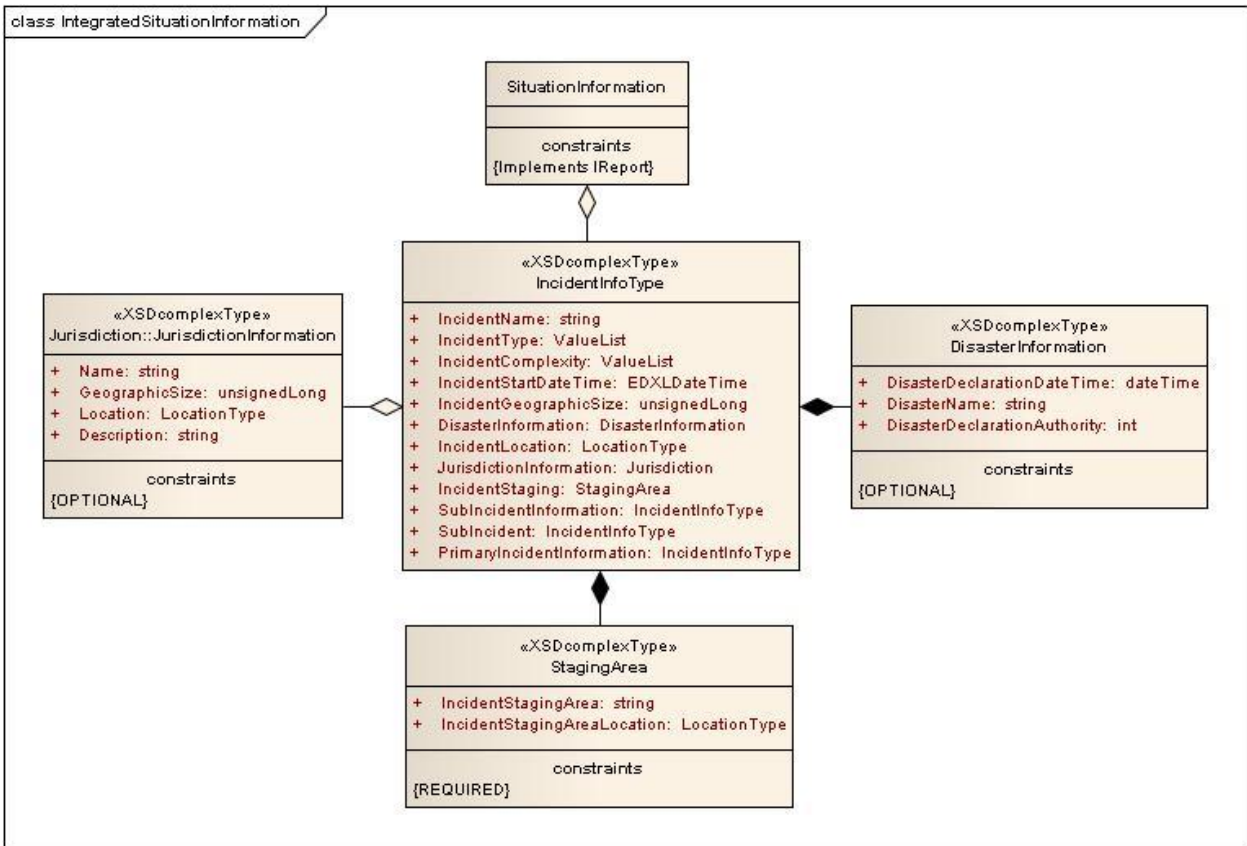 class IntegratedSituationInformation
SituationInformation
constraints
{Implements IReport}
«XSDcomplexType»
IncidentInfoType
+ IncidentName: string
+ IncidentType: ValueList
+ IncidentComplexity: ValueList
+ IncidentStartDateTime: EDXLDateTime
+ IncidentGeographicSize: unsignedLong
+ DisasterInformation: DisasterInformation
+ IncidentLocation: LocationType
+ JurisdictionInformation: Jurisdiction
+ IncidentStaging: StagingArea
+ SubIncidentInformation: IncidentInfoType
+ SubIncident: IncidentInfoType
+ PrimaryIncidentInformation: IncidentInfoType
«XSDcomplexType»
Jurisdiction::JurisdictionInformation
+ Name: string
+ GeographicSize: unsignedLong
+ Location: LocationType
+ Description: string
constraints
{OPTIONAL}
«XSDcomplexType»
DisasterInformation
+ DisasterDeclarationDateTime: dateTime
+ DisasterName: string
+ DisasterDeclarationAuthority: int
constraints
{OPTIONAL}
«XSDcomplexType»
StagingArea
+ IncidentStagingArea: string
+ IncidentStagingAreaLocation: LocationType
constraints
{REQUIRED}